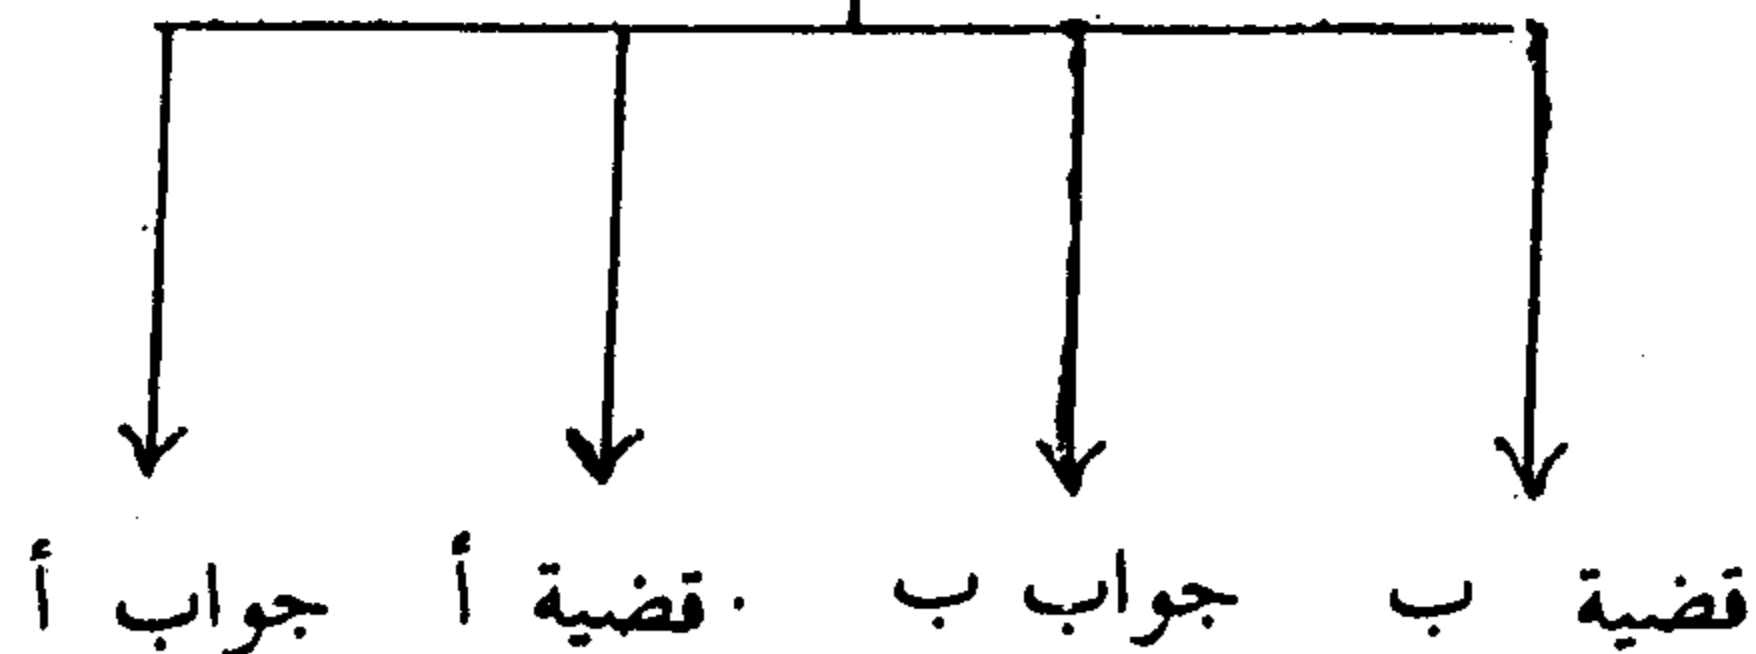 قضية ب جواب ب قضية أ جواب أ